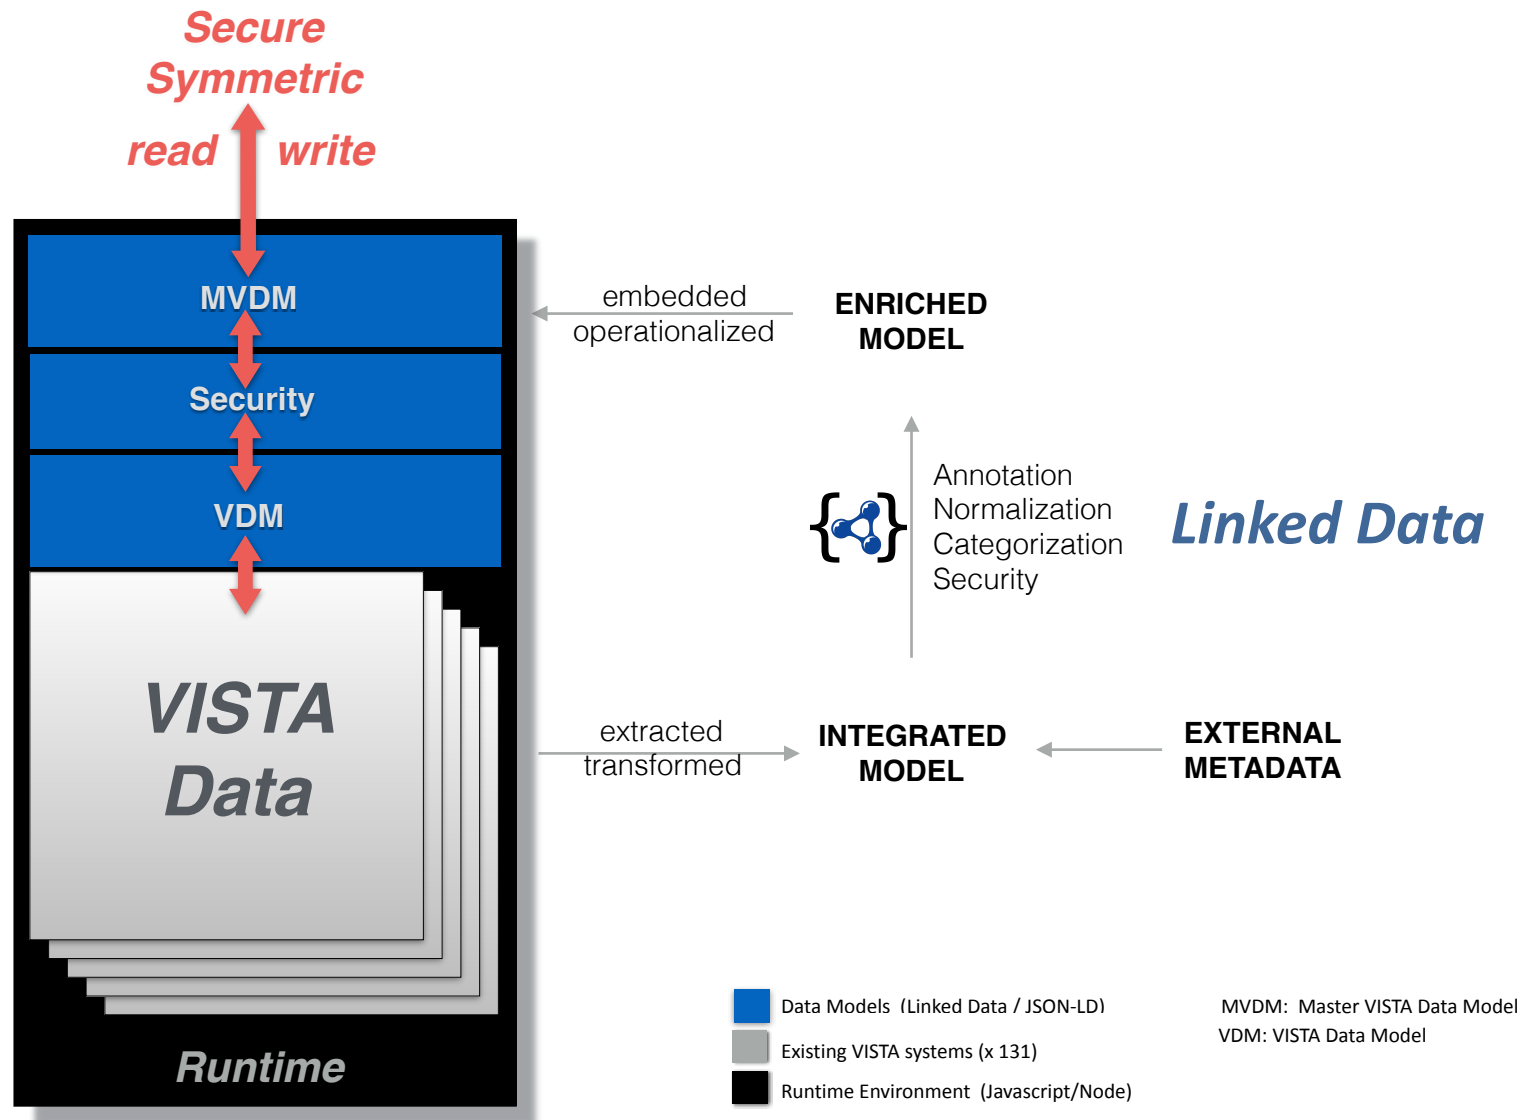 Secure
Symmetric
read write
MVDM
Security
VDM
VISTA
Data
Runtime
embedded
operationalized
ENRICHED
MODEL
Annotation
Normalization
Categorization
Security
Linked Data
extracted
transformed
INTEGRATED
MODEL
EXTERNAL
METADATA
Data Models (Linked Data / JSON-LD)
Existing VISTA systems (x 131)
Runtime Environment (Javascript/Node)
MVDM: Master VISTA Data Model
VDM: VISTA Data Model